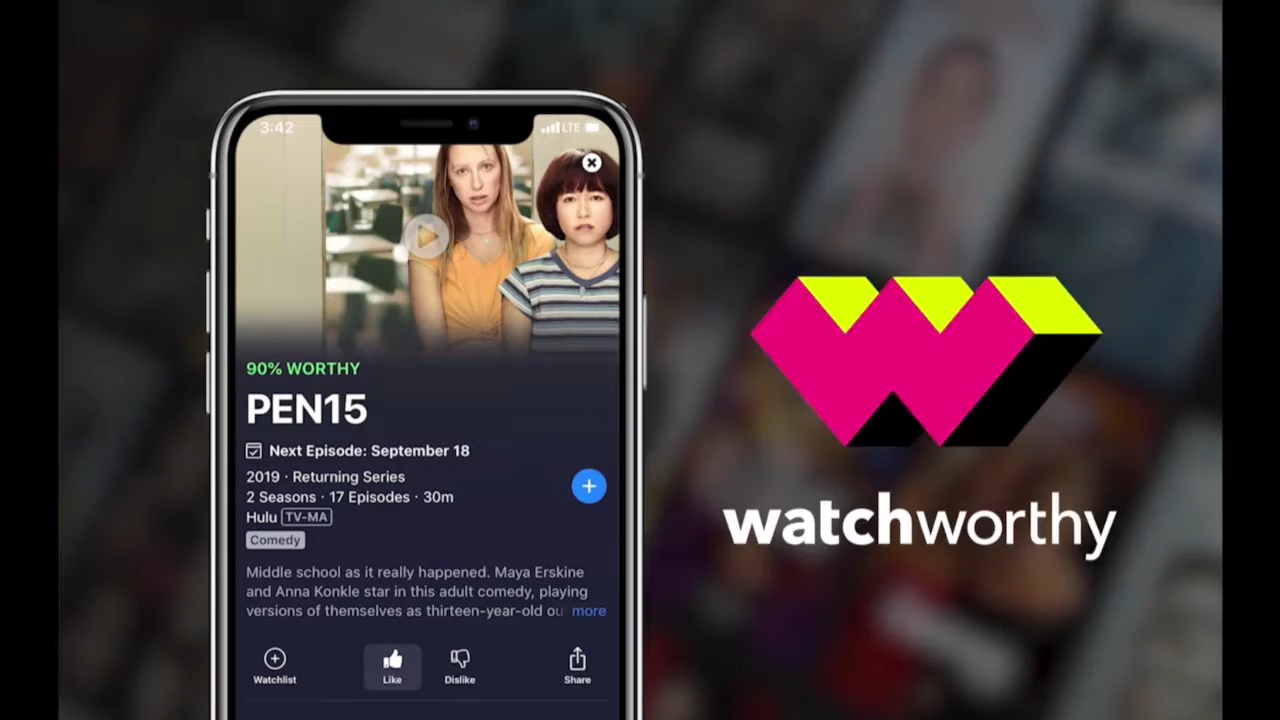 3:42
LTE
90% WORTHY
PEN15
Next Episode: September 18
2019 · Returning Series
2 Seasons · 17 Episodes · 30m
Hulu TV-MA
Comedy
Middle school as it really happened. Maya Erskine
and Anna Konkle star in this adult comedy, playing
versions of themselves as thirteen-year-old ou more
Watchlist
Like
Dislike
Share
watchworthy